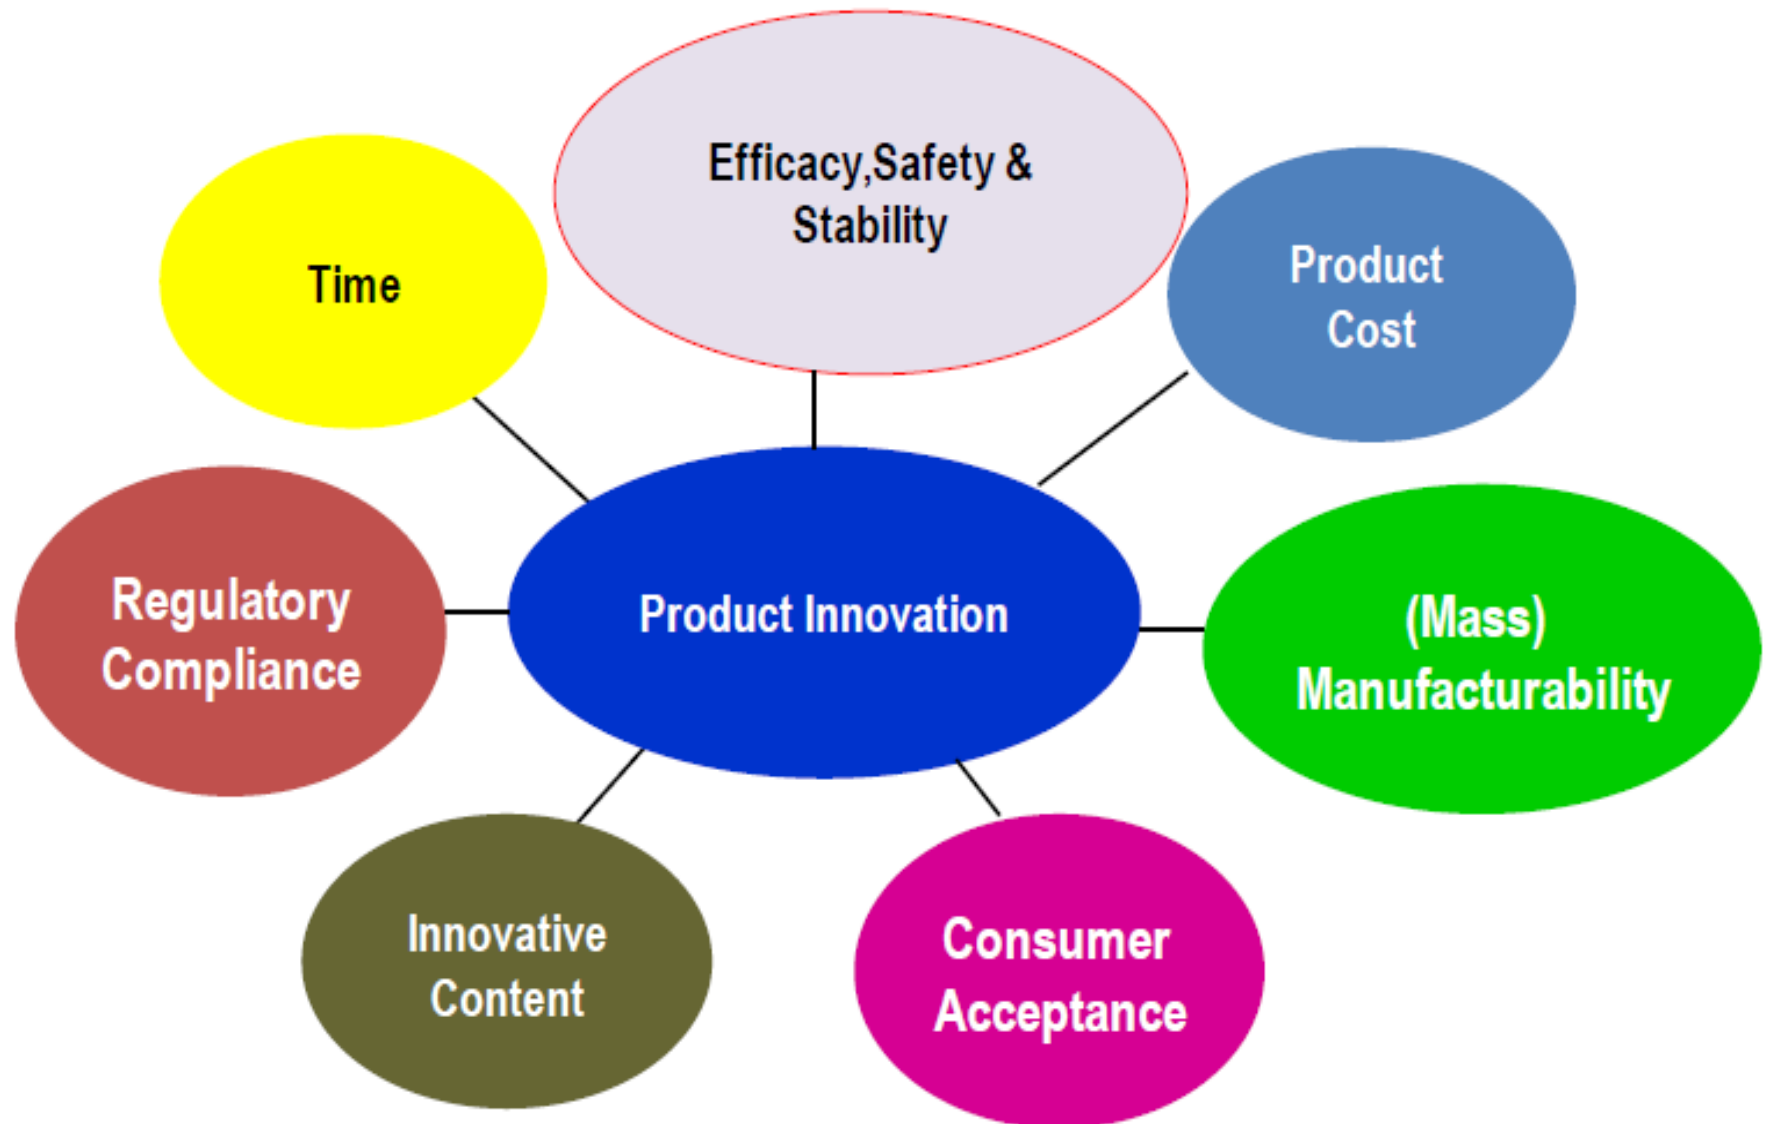 Efficacy,Safety &
Stability
Time
Product
Cost
Regulatory
Compliance
Product Innovation
(Mass)
Manufacturability
Innovative
Content
Consumer
Acceptance